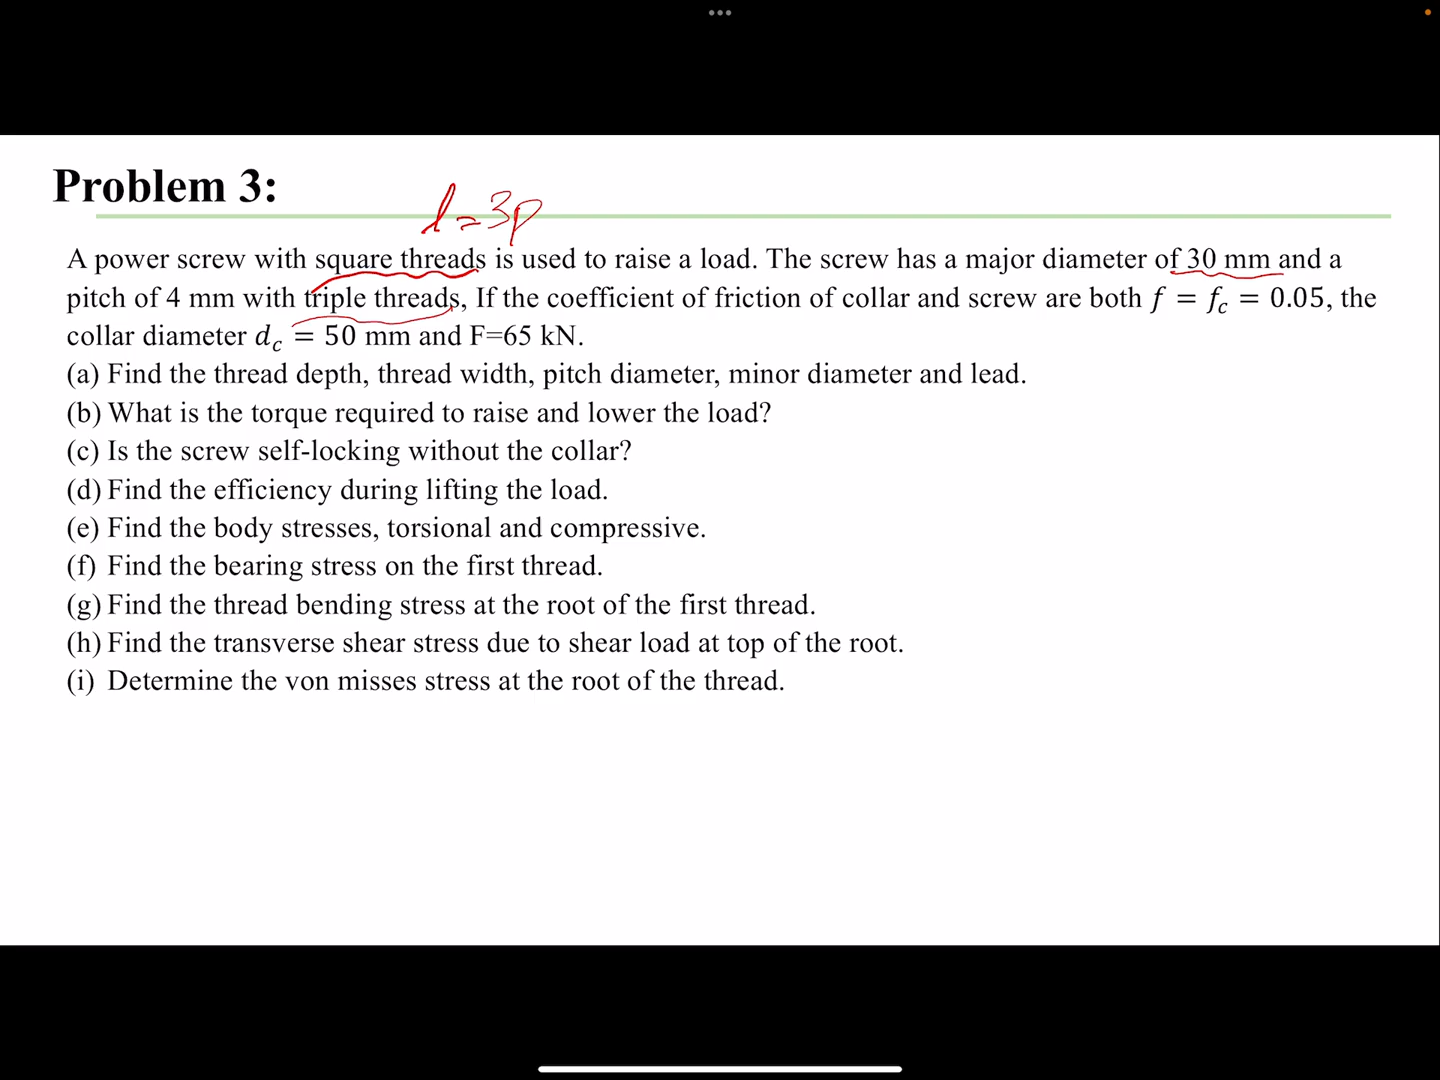 Problem 3:
l=3p
A power screw with square threads is used to raise a load. The screw has a major diameter of 30 mm and a
pitch of 4 mm with triple threads, If the coefficient of friction of collar and screw are both f = f_c = 0.05, the
collar diameter d_c = 50 mm and F=65 kN.
(a) Find the thread depth, thread width, pitch diameter, minor diameter and lead.
(b) What is the torque required to raise and lower the load?
(c) Is the screw self-locking without the collar?
(d) Find the efficiency during lifting the load.
(e) Find the body stresses, torsional and compressive.
(f) Find the bearing stress on the first thread.
(g) Find the thread bending stress at the root of the first thread.
(h) Find the transverse shear stress due to shear load at top of the root.
(i) Determine the von misses stress at the root of the thread.